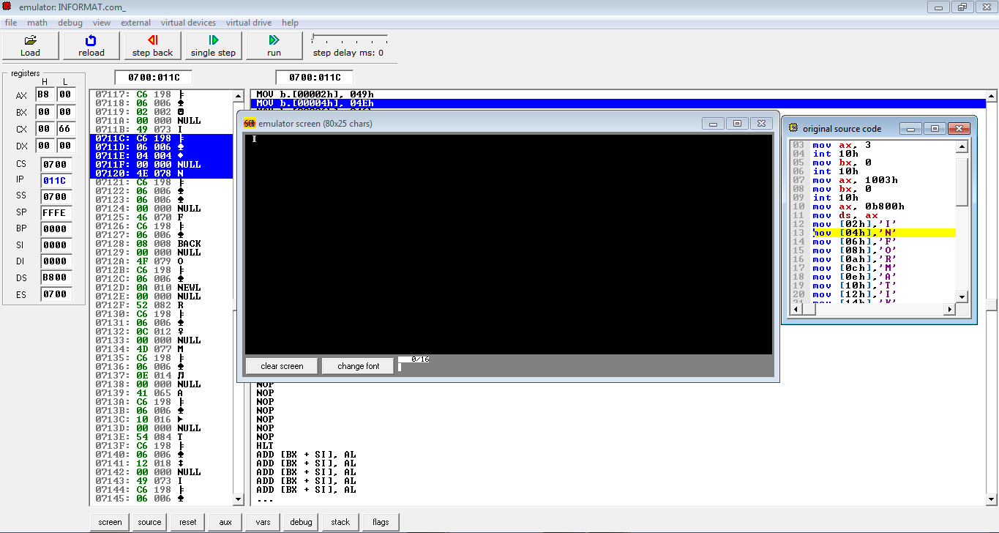 emulator: INFORMAT.com_
file math debug view external virtual devices virtual drive help
Load reload step back single step run step delay ms: 0
registers
H L
AX B8 00
BX 00 00
CX 00 66
DX 00 00
CS 0700
IP 011C
SS 0700
SP FFFE
BP 0000
SI 0000
DI 0000
DS B800
ES 0700
0700:011C
0700:011C
07117: C6 198 ╞
07118: 06 006 ♠
07119: 02 002 ☻
0711A: 00 000 NULL
0711B: 49 073 I
0711C: C6 198 ╞
0711D: 06 006 ♠
0711E: 04 004 ♦
0711F: 00 000 NULL
07120: 4E 078 N
07121: C6 198 ╞
07122: 06 006 ♠
07123: 06 006 ♠
07124: 00 000 NULL
07125: 46 070 F
07126: C6 198 ╞
07127: 06 006 ♠
07128: 08 008 BACK
07129: 00 000 NULL
0712A: 4F 079 O
0712B: C6 198 ╞
0712C: 06 006 ♠
0712D: 0A 010 NEWL
0712E: 00 000 NULL
0712F: 52 082 R
07130: C6 198 ╞
07131: 06 006 ♠
07132: 0C 012 ♀
07133: 00 000 NULL
07134: 4D 077 M
07135: C6 198 ╞
07136: 06 006 ♠
07137: 0E 014 ♫
07138: 00 000 NULL
07139: 41 065 A
0713A: C6 198 ╞
0713B: 06 006 ♠
0713C: 10 016 ►
0713D: 00 000 NULL
0713E: 54 084 T
0713F: C6 198 ╞
07140: 06 006 ♠
07141: 12 018 ↕
07142: 00 000 NULL
07143: 49 073 I
07144: C6 198 ╞
07145: 06 006 ♠
MOV b.[00002h], 049h
MOV b.[00004h], 04Eh
NOP
NOP
NOP
NOP
NOP
NOP
NOP
HLT
ADD [BX + SI], AL
ADD [BX + SI], AL
ADD [BX + SI], AL
ADD [BX + SI], AL
ADD [BX + SI], AL
...
SCR emulator screen (80x25 chars)
I
clear screen change font 0/16
original source code
03 mov ax, 3
04 int 10h
05 mov bx, 0
06 int 10h
07 mov ax, 1003h
08 mov bx, 0
09 int 10h
10 mov ax, 0b800h
11 mov ds, ax
12 mov [02h],'I'
13 mov [04h],'N'
14 mov [06h],'F'
15 mov [08h],'O'
16 mov [0ah],'R'
17 mov [0ch],'M'
18 mov [0eh],'A'
19 mov [10h],'T'
20 mov [12h],'I'
21 mov [14h],'K'
screen source reset aux vars debug stack flags